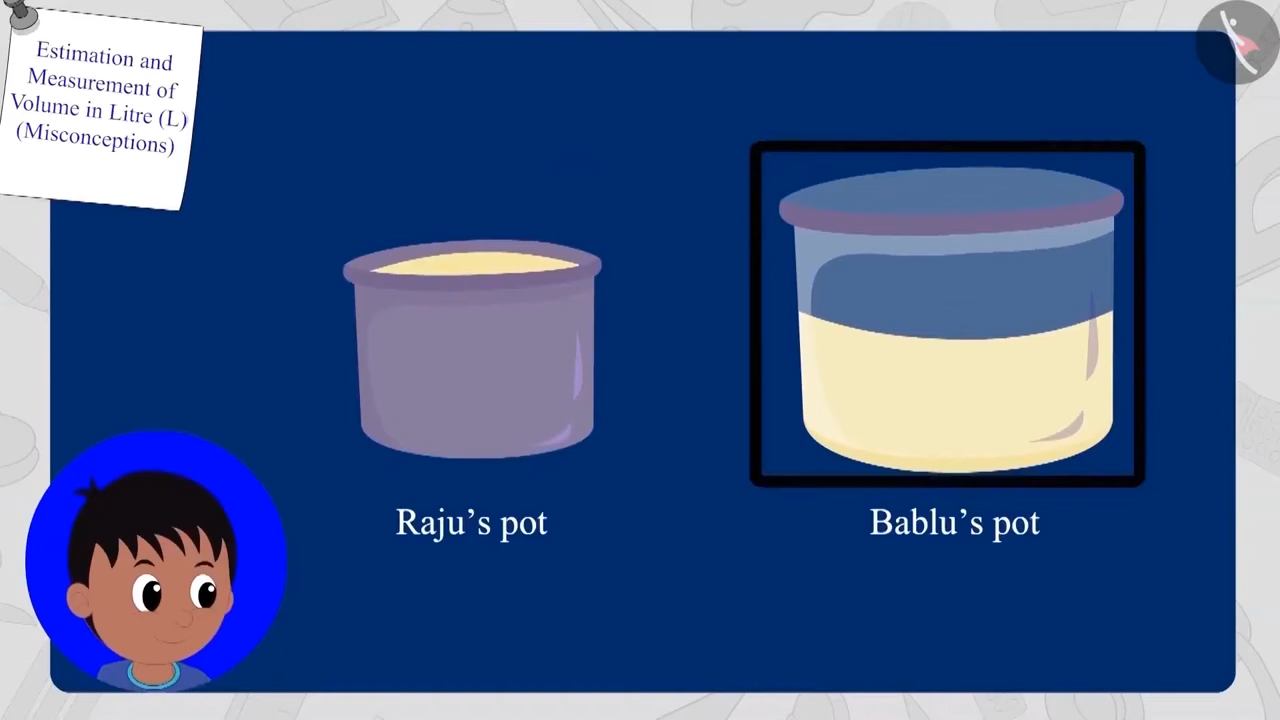 Estimation and
Measurement of
Volume in Litre (L)
(Misconceptions)
Raju’s pot
Bablu’s pot